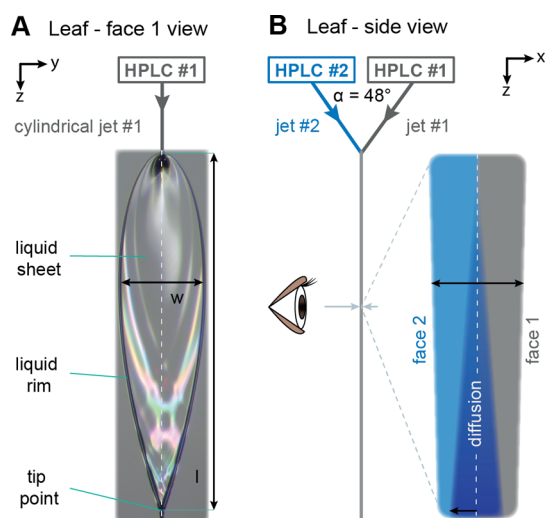 A Leaf - face 1 view
y
z
HPLC #1
cylindrical jet #1
liquid
sheet
w
liquid
rim
l
tip
point
B Leaf - side view
x
z
HPLC #2
HPLC #1
α = 48°
jet #2
jet #1
face 2
face 1
diffusion